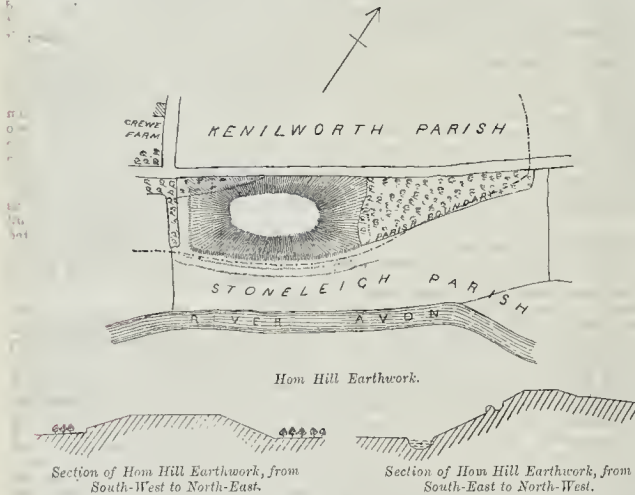 CREWE
FARM
KENILWORTH PARISH
PARISH BOUNDARY
STONELEIGH PARISH
RIVER AVON
Hom Hill Earthwork.
Section of Hom Hill Earthwork, from
South-West to North-East.
Section of Hom Hill Earthwork, from
South-East to North-West.